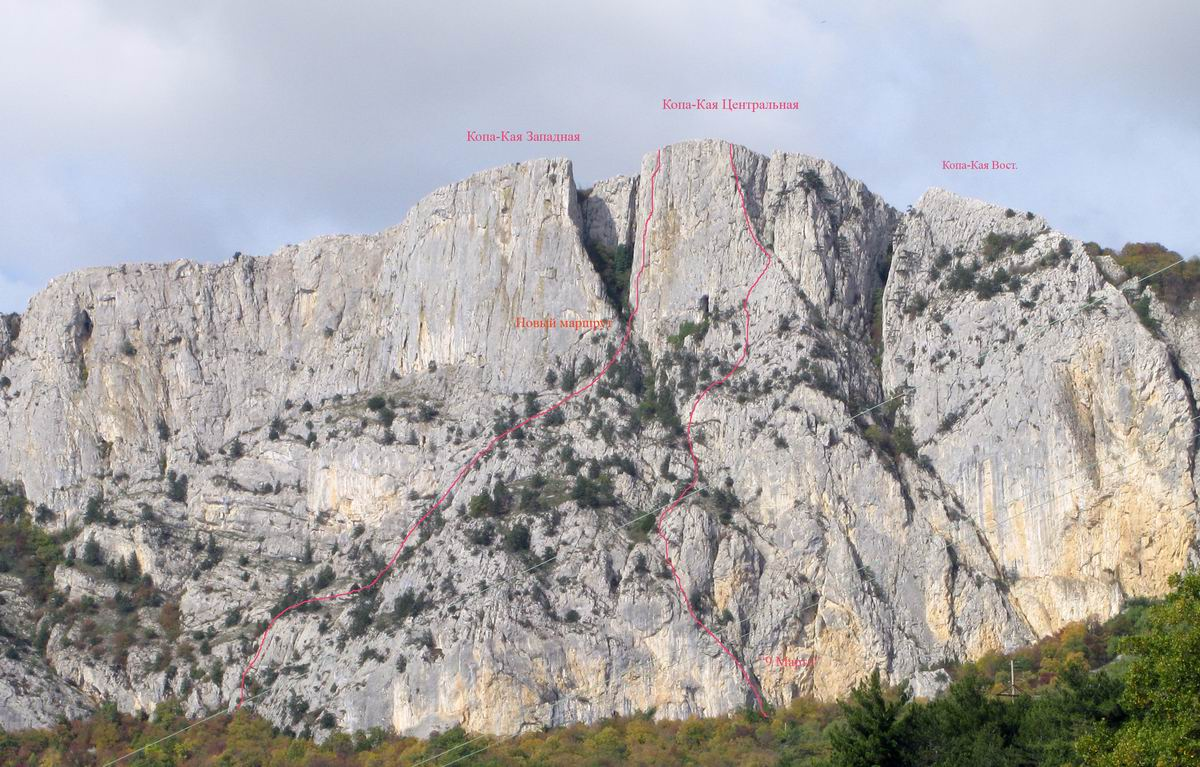 Копа-Кая Центральная
Копа-Кая Западная
Копа-Кая Вост.
Новый маршрут
"9 Марта"